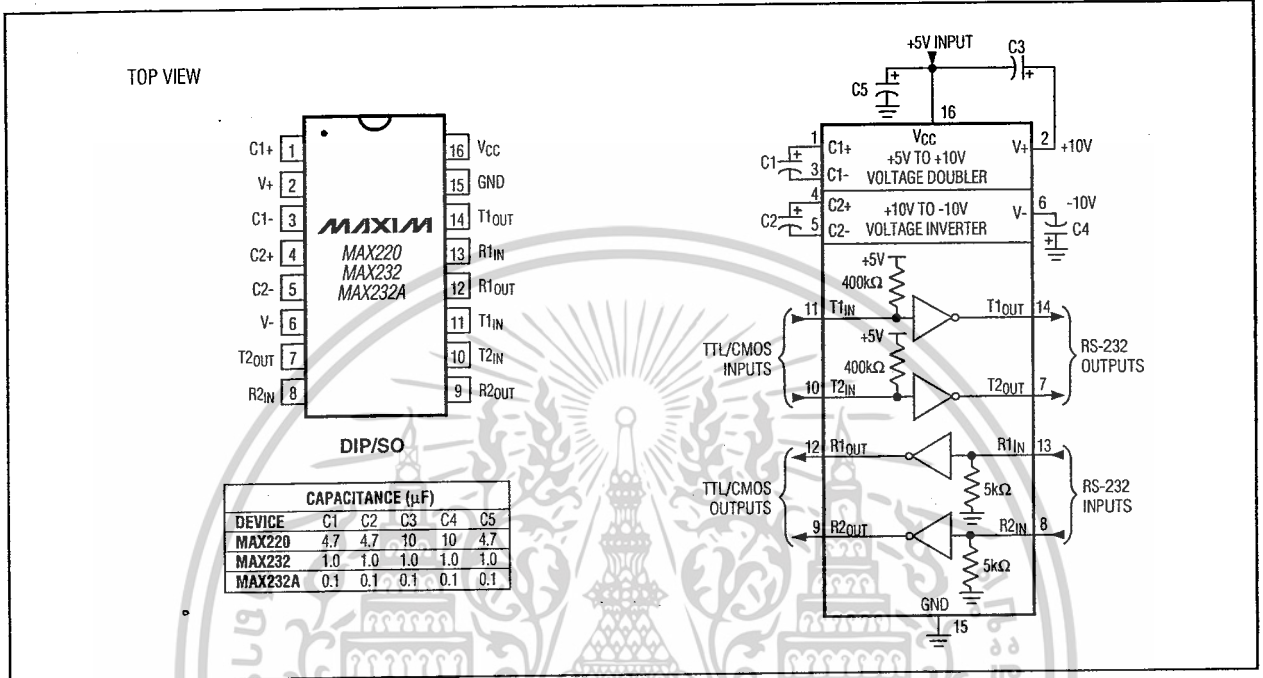 TOP VIEW
C1+ 1
V+ 2
C1- 3
C2+ 4
C2- 5
V- 6
T2OUT 7
R2IN 8
MAXIM
MAX220
MAX232
MAX232A
16 VCC
15 GND
14 T1OUT
13 R1IN
12 R1OUT
11 T1IN
10 T2IN
9 R2OUT
DIP/SO
CAPACITANCE (µF)
DEVICE C1 C2 C3 C4 C5
MAX220 4.7 4.7 10 10 4.7
MAX232 1.0 1.0 1.0 1.0 1.0
MAX232A 0.1 0.1 0.1 0.1 0.1
+5V INPUT
C3
+
C5
+
16
VCC
1 C1+
C1 +
3 C1-
+5V TO +10V
VOLTAGE DOUBLER
V+ 2 +10V
4 C2+
C2 +
5 C2-
+10V TO -10V
VOLTAGE INVERTER
V- 6 -10V
C4
+
+5V
400kΩ
11 T1IN
T1OUT 14
+5V
400kΩ
TTL/CMOS
INPUTS
RS-232
OUTPUTS
10 T2IN
T2OUT 7
12 R1OUT
R1IN 13
5kΩ
TTL/CMOS
OUTPUTS
RS-232
INPUTS
9 R2OUT
R2IN 8
5kΩ
GND
15